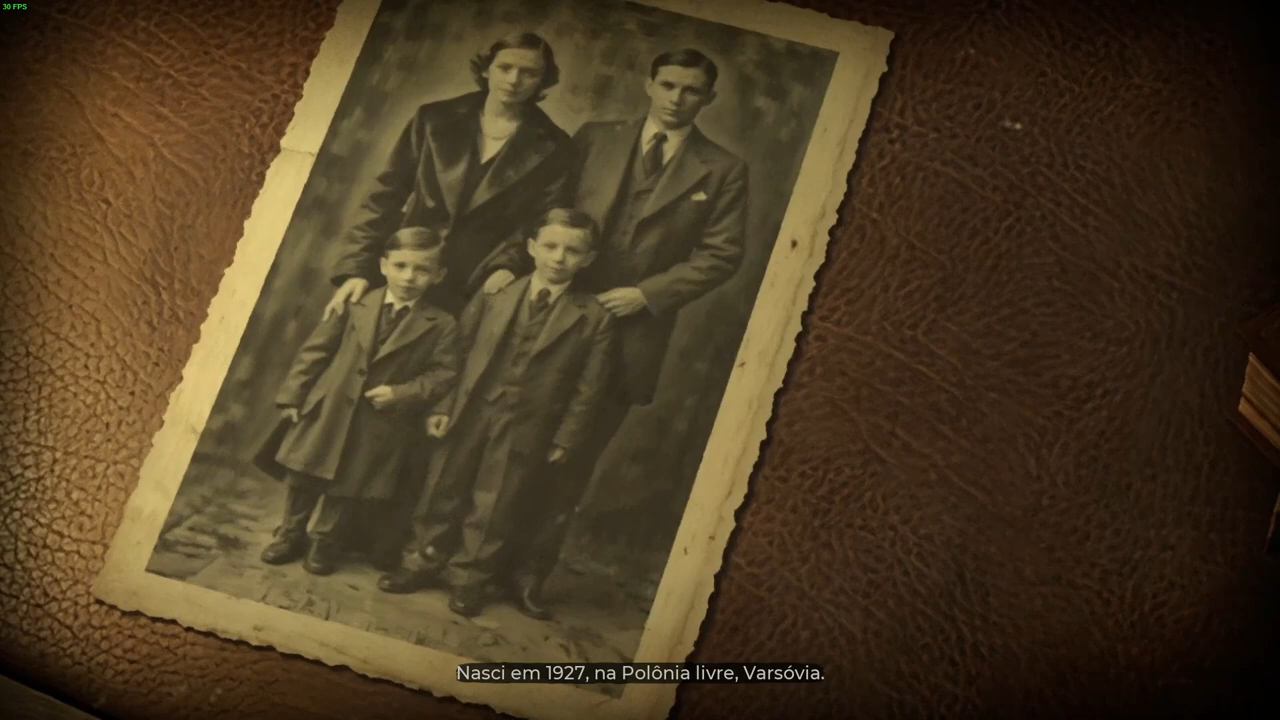 30 FPS
Nasci em 1927, na Polônia livre, Varsóvia.